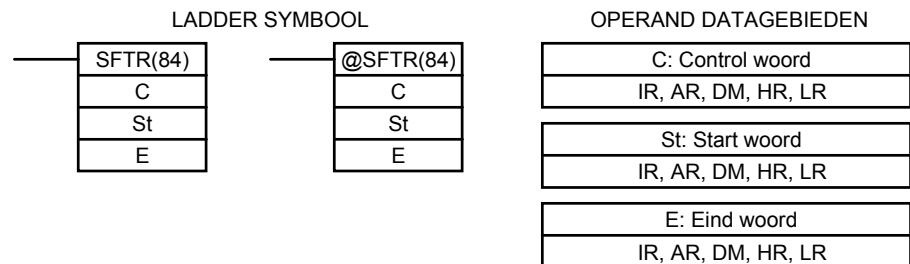 LADDER SYMBOOL
SFTR(84)
C
St
E
@SFTR(84)
C
St
E
OPERAND DATAGEBIEDEN
C: Control woord
IR, AR, DM, HR, LR
St: Start woord
IR, AR, DM, HR, LR
E: Eind woord
IR, AR, DM, HR, LR